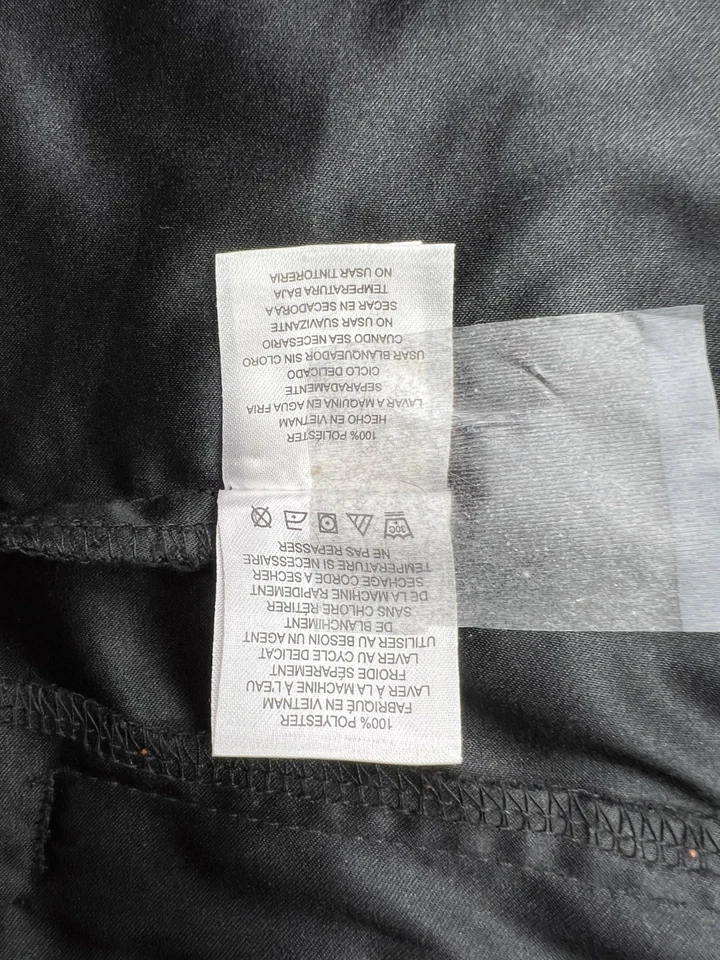 100% POLYESTER
FABRIQUÉ EN VIETNAM
LAVER À LA MACHINE À L'EAU
FROIDE SÉPAREMENT
LAVER AU CYCLE DELICAT
UTILISER AU BESOIN UN AGENT
DE BLANCHIMENT
SANS CHLORE RETIRER
DE LA MACHINE RAPIDEMENT
SECHAGE CORDE A SECHER
TEMPERATURE SI NECESSAIRE
NE PAS REPASSER
30C
100% POLIESTER
HECHO EN VIETNAM
LAVAR A MAQUINA EN AGUA FRIA
SEPARADAMENTE
CICLO DELICADO
USAR BLANQUEADOR SIN CLORO
CUANDO SEA NECESARIO
NO USAR SUAVIZANTE
SECAR EN SECADORA A
TEMPERATURA BAJA
NO USAR TINTORERIA